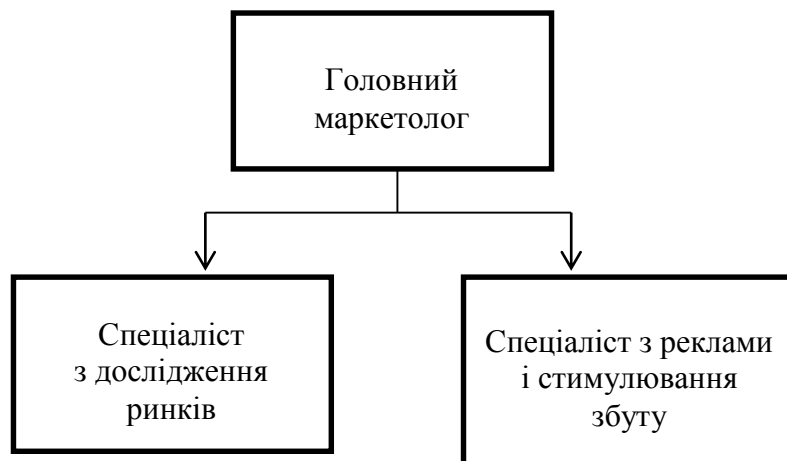 Головний
маркетолог
Спеціаліст
з дослідження
ринків
Спеціаліст з реклами
і стимулювання
збуту